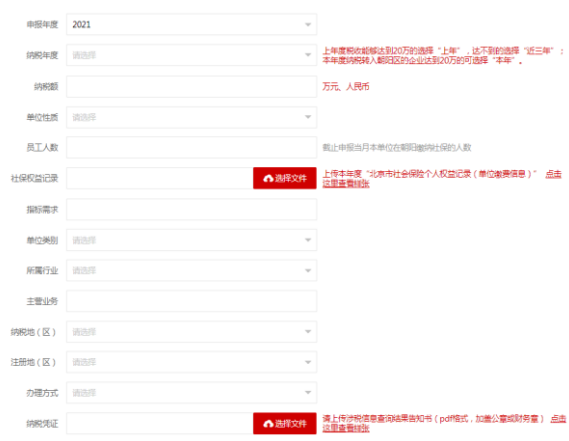 申报年度 2021
纳税年度 请选择 上年度税收能够达到20万的选择“上年”，达不到的选择“近三年”；
本年度纳税转入朝阳区的企业达到20万的可选择“本年”。
纳税额 万元、人民币
单位性质 请选择
员工人数 截止申报当月本单位在朝阳缴纳社保的人数
社保权益记录 选择文件 上传本年度“北京市社会保险个人权益记录（单位缴费信息）” 点击
这里查看样张
指标需求
单位类别 请选择
所属行业 请选择
主营业务
纳税地（区） 请选择
注册地（区） 请选择
办理方式 请选择
纳税凭证 选择文件 请上传涉税信息查询结果告知书（pdf格式，加盖公章或财务章） 点击
这里查看样张